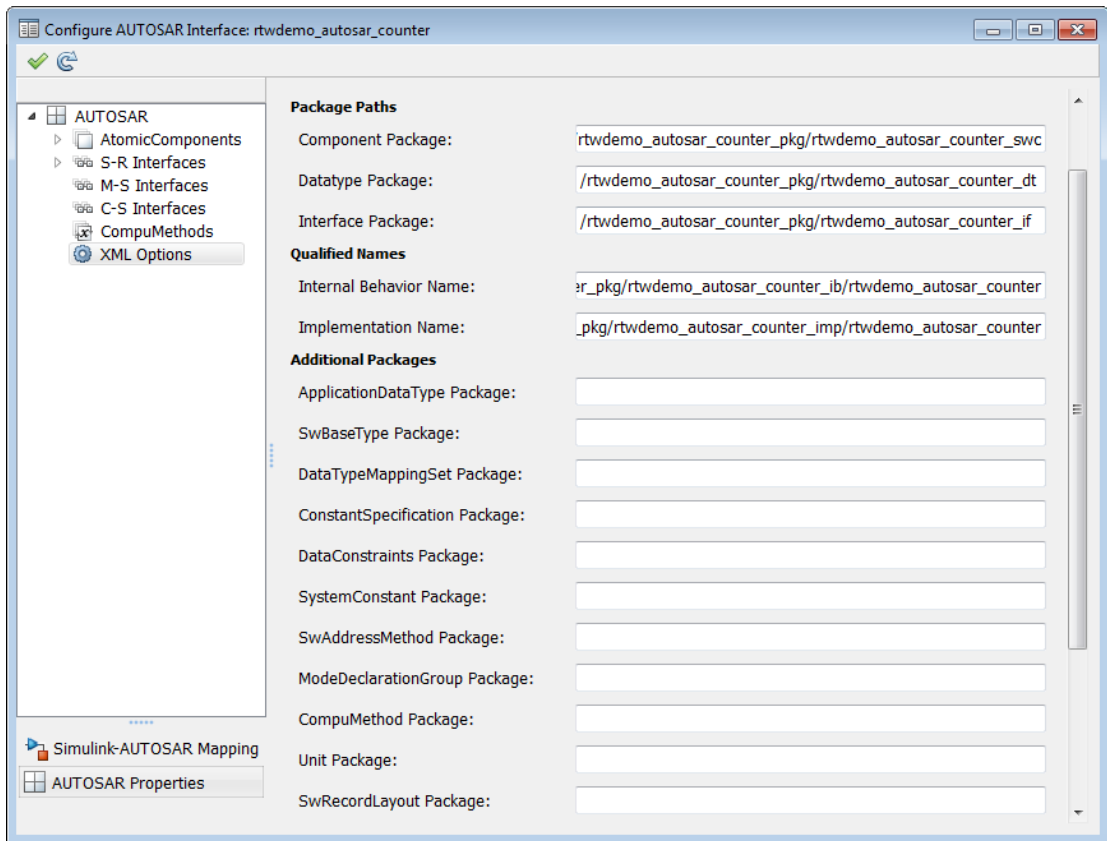 Configure AUTOSAR Interface: rtwdemo_autosar_counter
AUTOSAR
AtomicComponents
S-R Interfaces
M-S Interfaces
C-S Interfaces
CompuMethods
XML Options
Simulink-AUTOSAR Mapping
AUTOSAR Properties
Package Paths
Component Package: /rtwdemo_autosar_counter_pkg/rtwdemo_autosar_counter_swc
Datatype Package: /rtwdemo_autosar_counter_pkg/rtwdemo_autosar_counter_dt
Interface Package: /rtwdemo_autosar_counter_pkg/rtwdemo_autosar_counter_if
Qualified Names
Internal Behavior Name: er_pkg/rtwdemo_autosar_counter_ib/rtwdemo_autosar_counter
Implementation Name: _pkg/rtwdemo_autosar_counter_imp/rtwdemo_autosar_counter
Additional Packages
ApplicationDataType Package:
SwBaseType Package:
DataTypeMappingSet Package:
ConstantSpecification Package:
DataConstraints Package:
SystemConstant Package:
SwAddressMethod Package:
ModeDeclarationGroup Package:
CompuMethod Package:
Unit Package:
SwRecordLayout Package: